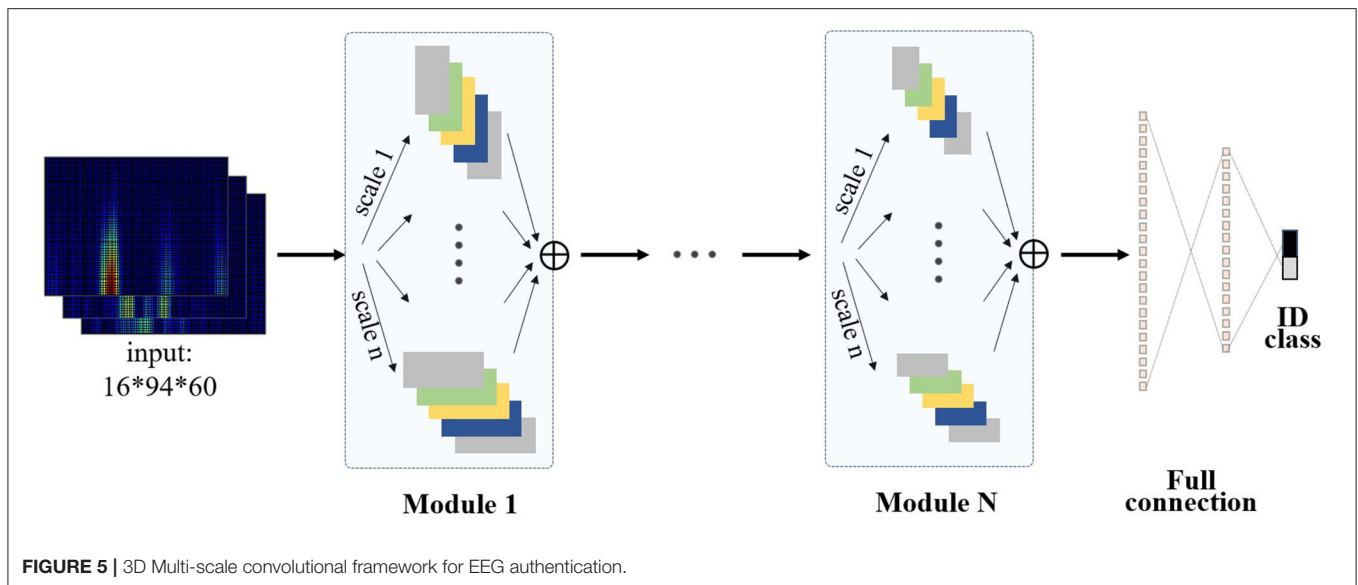 scale 1
scale n
input:
16*94*60
Module 1
scale 1
scale n
Module N
ID
class
Full
connection
FIGURE 5 | 3D Multi-scale convolutional framework for EEG authentication.